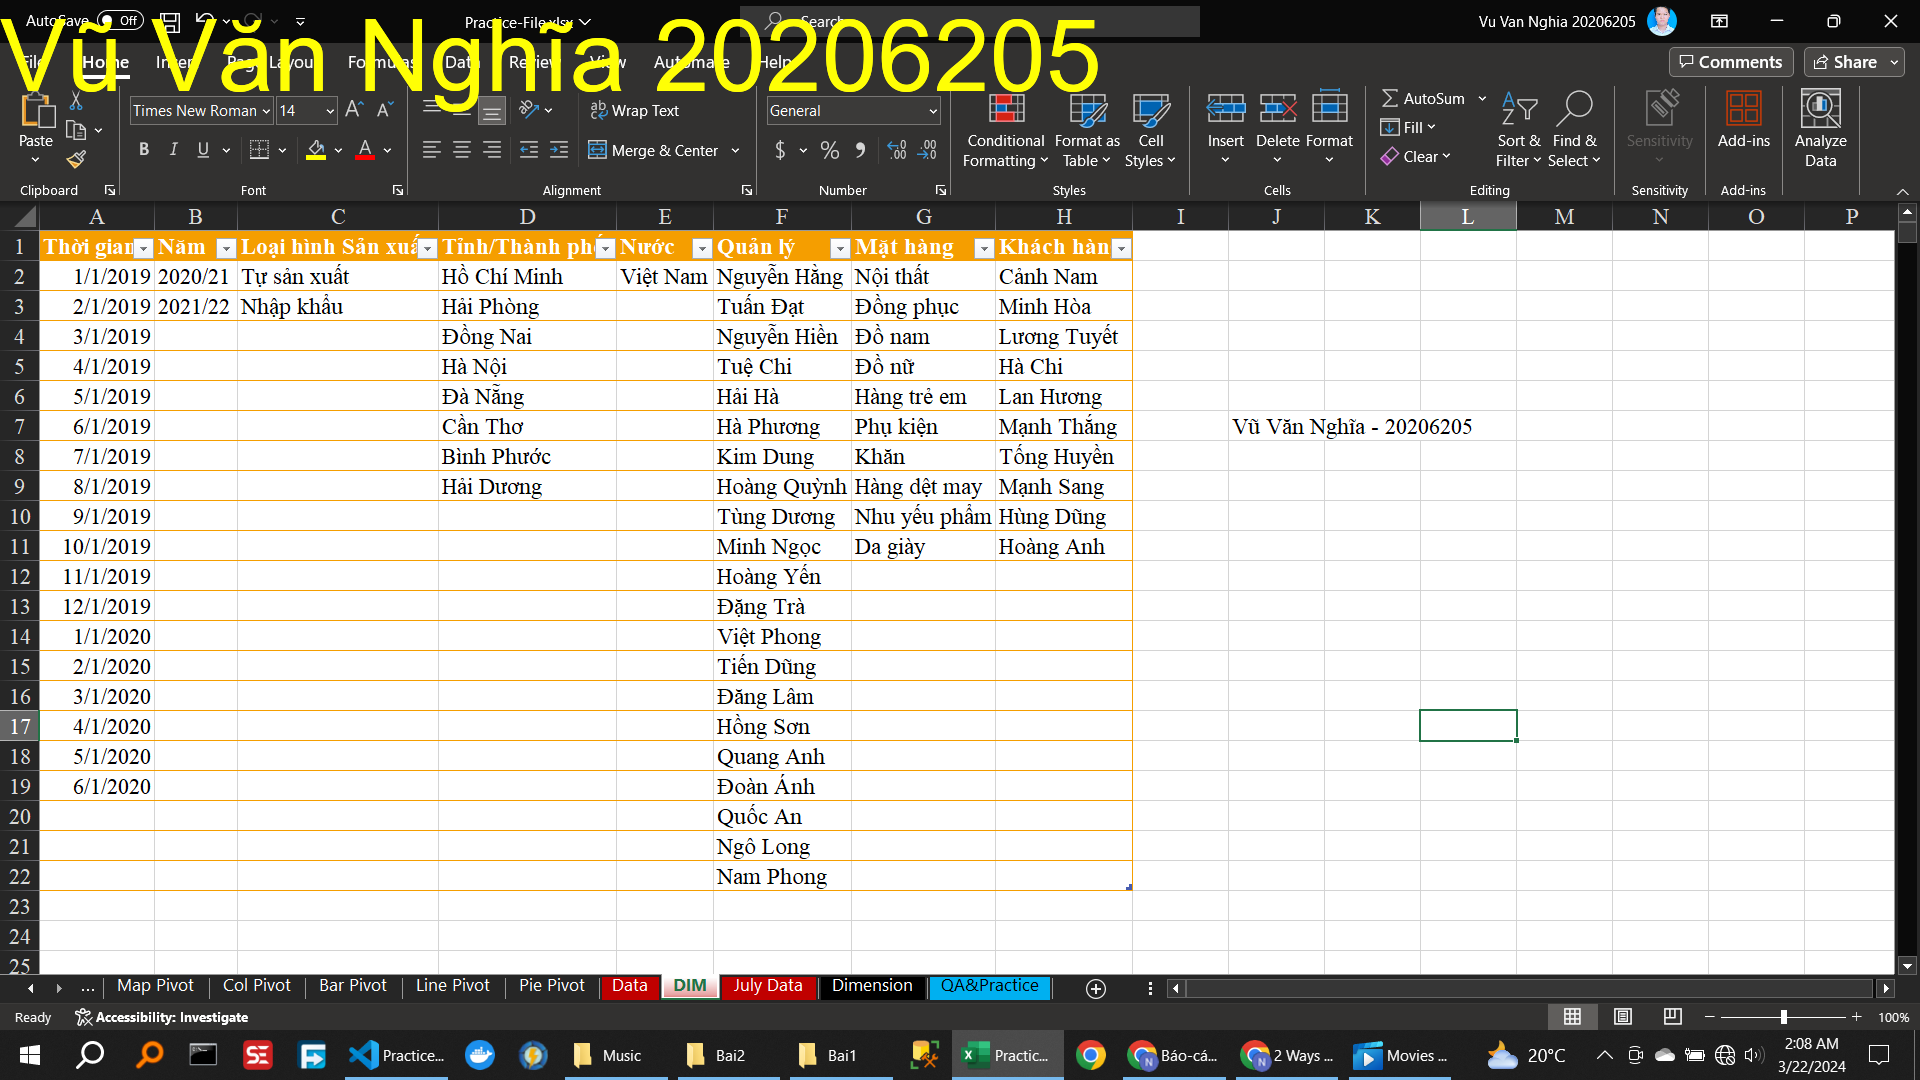 AutoSave Off Practice-File.xlsx Search Vu Van Nghia 20206205
Vũ Văn Nghĩa 20206205
File Home Insert Page Layout Formulas Data Review View Automate Help Comments Share
Paste Times New Roman 14 Wrap Text General Conditional Formatting Format as Table Cell Styles Insert Delete Format AutoSum Fill Clear Sort & Filter Find & Select Sensitivity Add-ins Analyze Data
B I U A Merge & Center $ %
Clipboard Font Alignment Number Styles Cells Editing Sensitivity Add-ins
A B C D E F G H I J K L M N O P
1 Thời gian Năm Loại hình Sản xuấ Tỉnh/Thành phố Nước Quản lý Mặt hàng Khách hàn
2 1/1/2019 2020/21 Tự sản xuất Hồ Chí Minh Việt Nam Nguyễn Hằng Nội thất Cảnh Nam
3 2/1/2019 2021/22 Nhập khẩu Hải Phòng Tuấn Đạt Đồng phục Minh Hòa
4 3/1/2019 Đồng Nai Nguyễn Hiền Đồ nam Lương Tuyết
5 4/1/2019 Hà Nội Tuệ Chi Đồ nữ Hà Chi
6 5/1/2019 Đà Nẵng Hải Hà Hàng trẻ em Lan Hương
7 6/1/2019 Cần Thơ Hà Phương Phụ kiện Mạnh Thắng Vũ Văn Nghĩa - 20206205
8 7/1/2019 Bình Phước Kim Dung Khăn Tống Huyền
9 8/1/2019 Hải Dương Hoàng Quỳnh Hàng dệt may Mạnh Sang
10 9/1/2019 Tùng Dương Nhu yếu phẩm Hùng Dũng
11 10/1/2019 Minh Ngọc Da giày Hoàng Anh
12 11/1/2019 Hoàng Yến
13 12/1/2019 Đặng Trà
14 1/1/2020 Việt Phong
15 2/1/2020 Tiến Dũng
16 3/1/2020 Đăng Lâm
17 4/1/2020 Hồng Sơn
18 5/1/2020 Quang Anh
19 6/1/2020 Đoàn Ánh
20 Quốc An
21 Ngô Long
22 Nam Phong
23
24
25
... Map Pivot Col Pivot Bar Pivot Line Pivot Pie Pivot Data DIM July Data Dimension QA&Practice
Ready Accessibility: Investigate 100%
Practice... Music Bai2 Bai1 Practic... Báo-cá... 2 Ways ... Movies ... 20°C 2:08 AM
3/22/2024